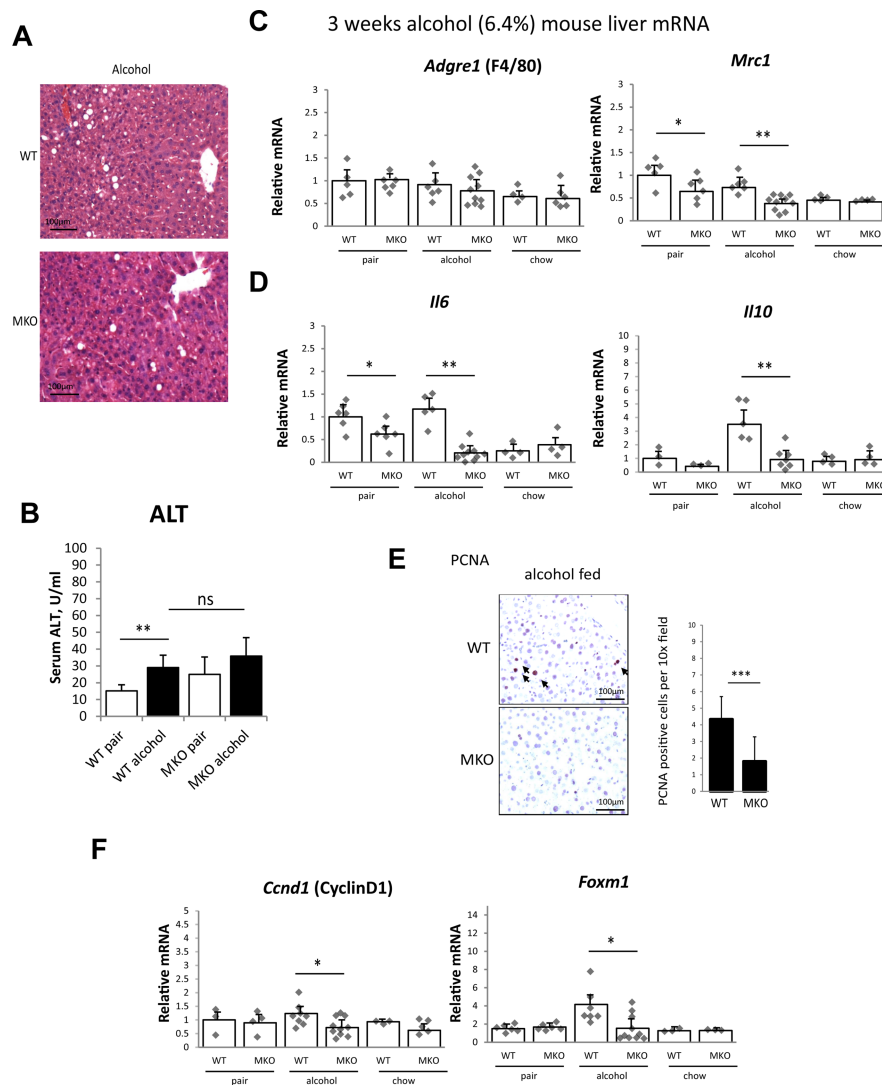 3 weeks alcohol (6.4%) mouse liver mRNA
A
Alcohol
WT
100µm
MKO
100µm
B
ALT
Serum ALT, U/ml
100
90
80
70
60
50
40
30
20
10
0
**
ns
WT pair
WT alcohol
MKO pair
MKO alcohol
C
Adgre1 (F4/80)
Relative mRNA
3
2.5
2
1.5
1
0.5
0
WT MKO WT MKO WT MKO
pair alcohol chow
Mrc1
Relative mRNA
3
2.5
2
1.5
1
0.5
0
*
**
WT MKO WT MKO WT MKO
pair alcohol chow
D
Il6
Relative mRNA
3
2.5
2
1.5
1
0.5
0
*
**
WT MKO WT MKO WT MKO
pair alcohol chow
Il10
Relative mRNA
10
9
8
7
6
5
4
3
2
1
0
**
WT MKO WT MKO WT MKO
pair alcohol chow
E
PCNA
alcohol fed
WT
100µm
MKO
100µm
PCNA positive cells per 10x field
10
9
8
7
6
5
4
3
2
1
0
***
WT MKO
F
Ccnd1 (CyclinD1)
Relative mRNA
5
4.5
4
3.5
3
2.5
2
1.5
1
0.5
0
*
WT MKO WT MKO WT MKO
pair alcohol chow
Foxm1
Relative mRNA
14
12
10
8
6
4
2
0
*
WT MKO WT MKO WT MKO
pair alcohol chow